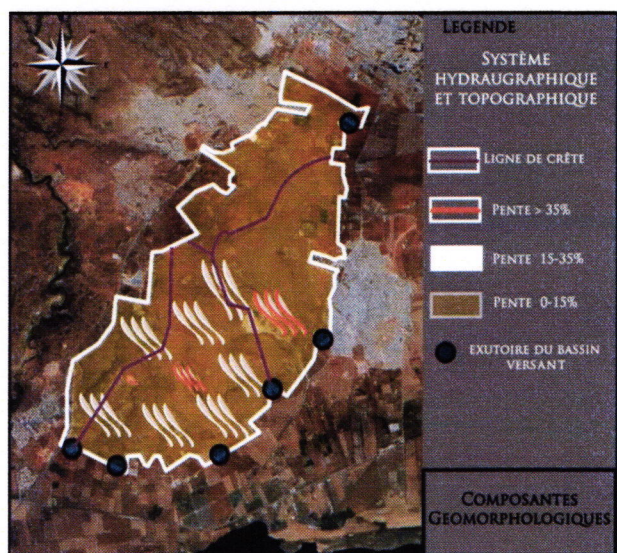 LEGENDE
SYSTÈME
HYDRAUGRAPHIQUE
ET TOPOGRAPHIQUE
LIGNE DE CRÊTE
PENTE > 35%
PENTE 15-35%
PENTE 0-15%
EXUTOIRE DU BASSIN
VERSANT
COMPOSANTES
GEOMORPHOLOGIQUES